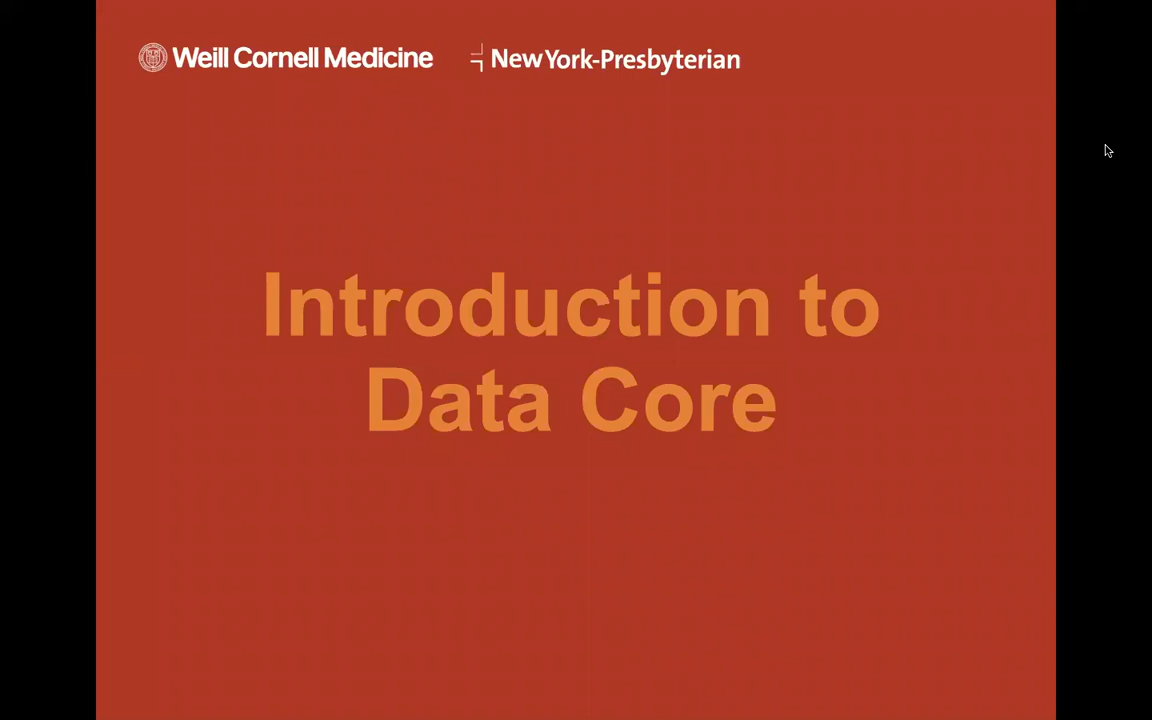 Weill Cornell Medicine NewYork-Presbyterian
Introduction to
Data Core